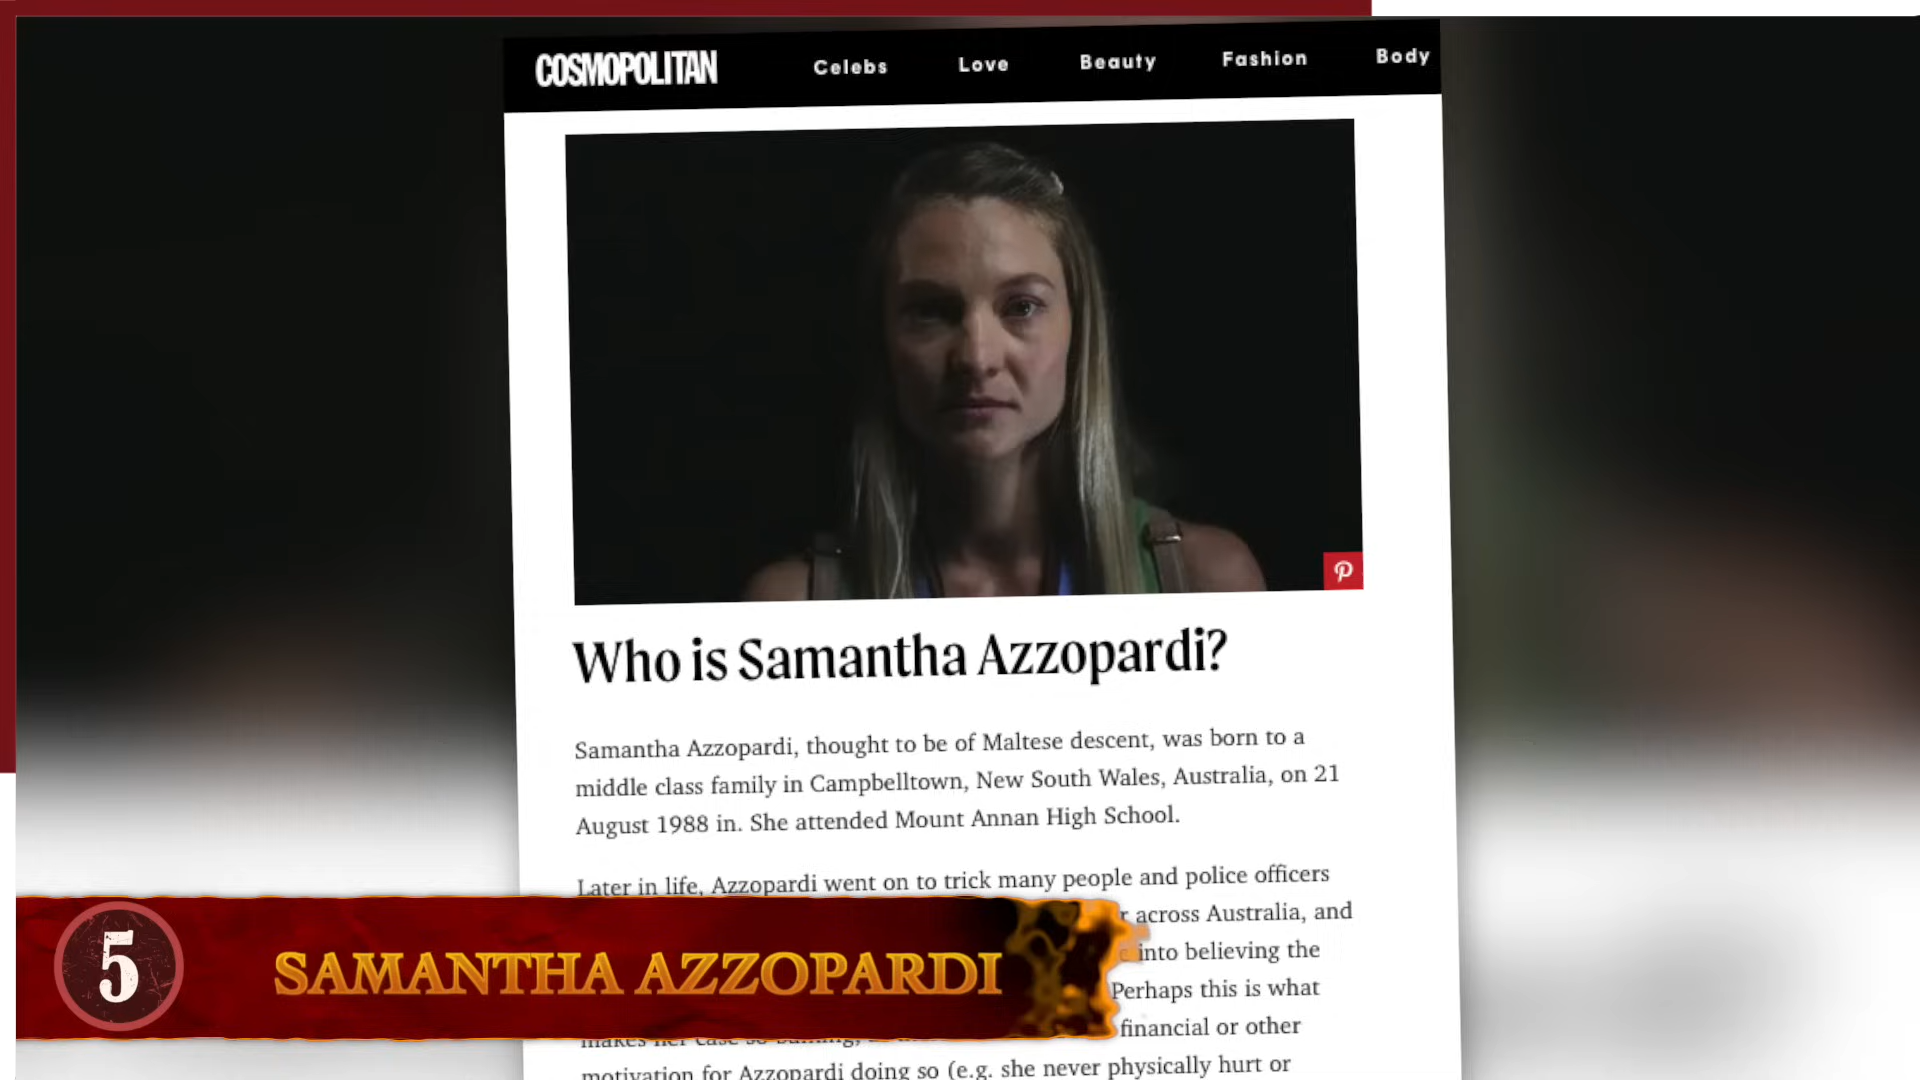 COSMOPOLITAN Celebs Love Beauty Fashion Body
Who is Samantha Azzopardi?
Samantha Azzopardi, thought to be of Maltese descent, was born to a
middle class family in Campbelltown, New South Wales, Australia, on 21
August 1988 in. She attended Mount Annan High School.
Later in life, Azzopardi went on to trick many people and police officers
across Australia, and
into believing the
Perhaps this is what
financial or other
motivation for Azzopardi doing so (e.g. she never physically hurt or
5 SAMANTHA AZZOPARDI